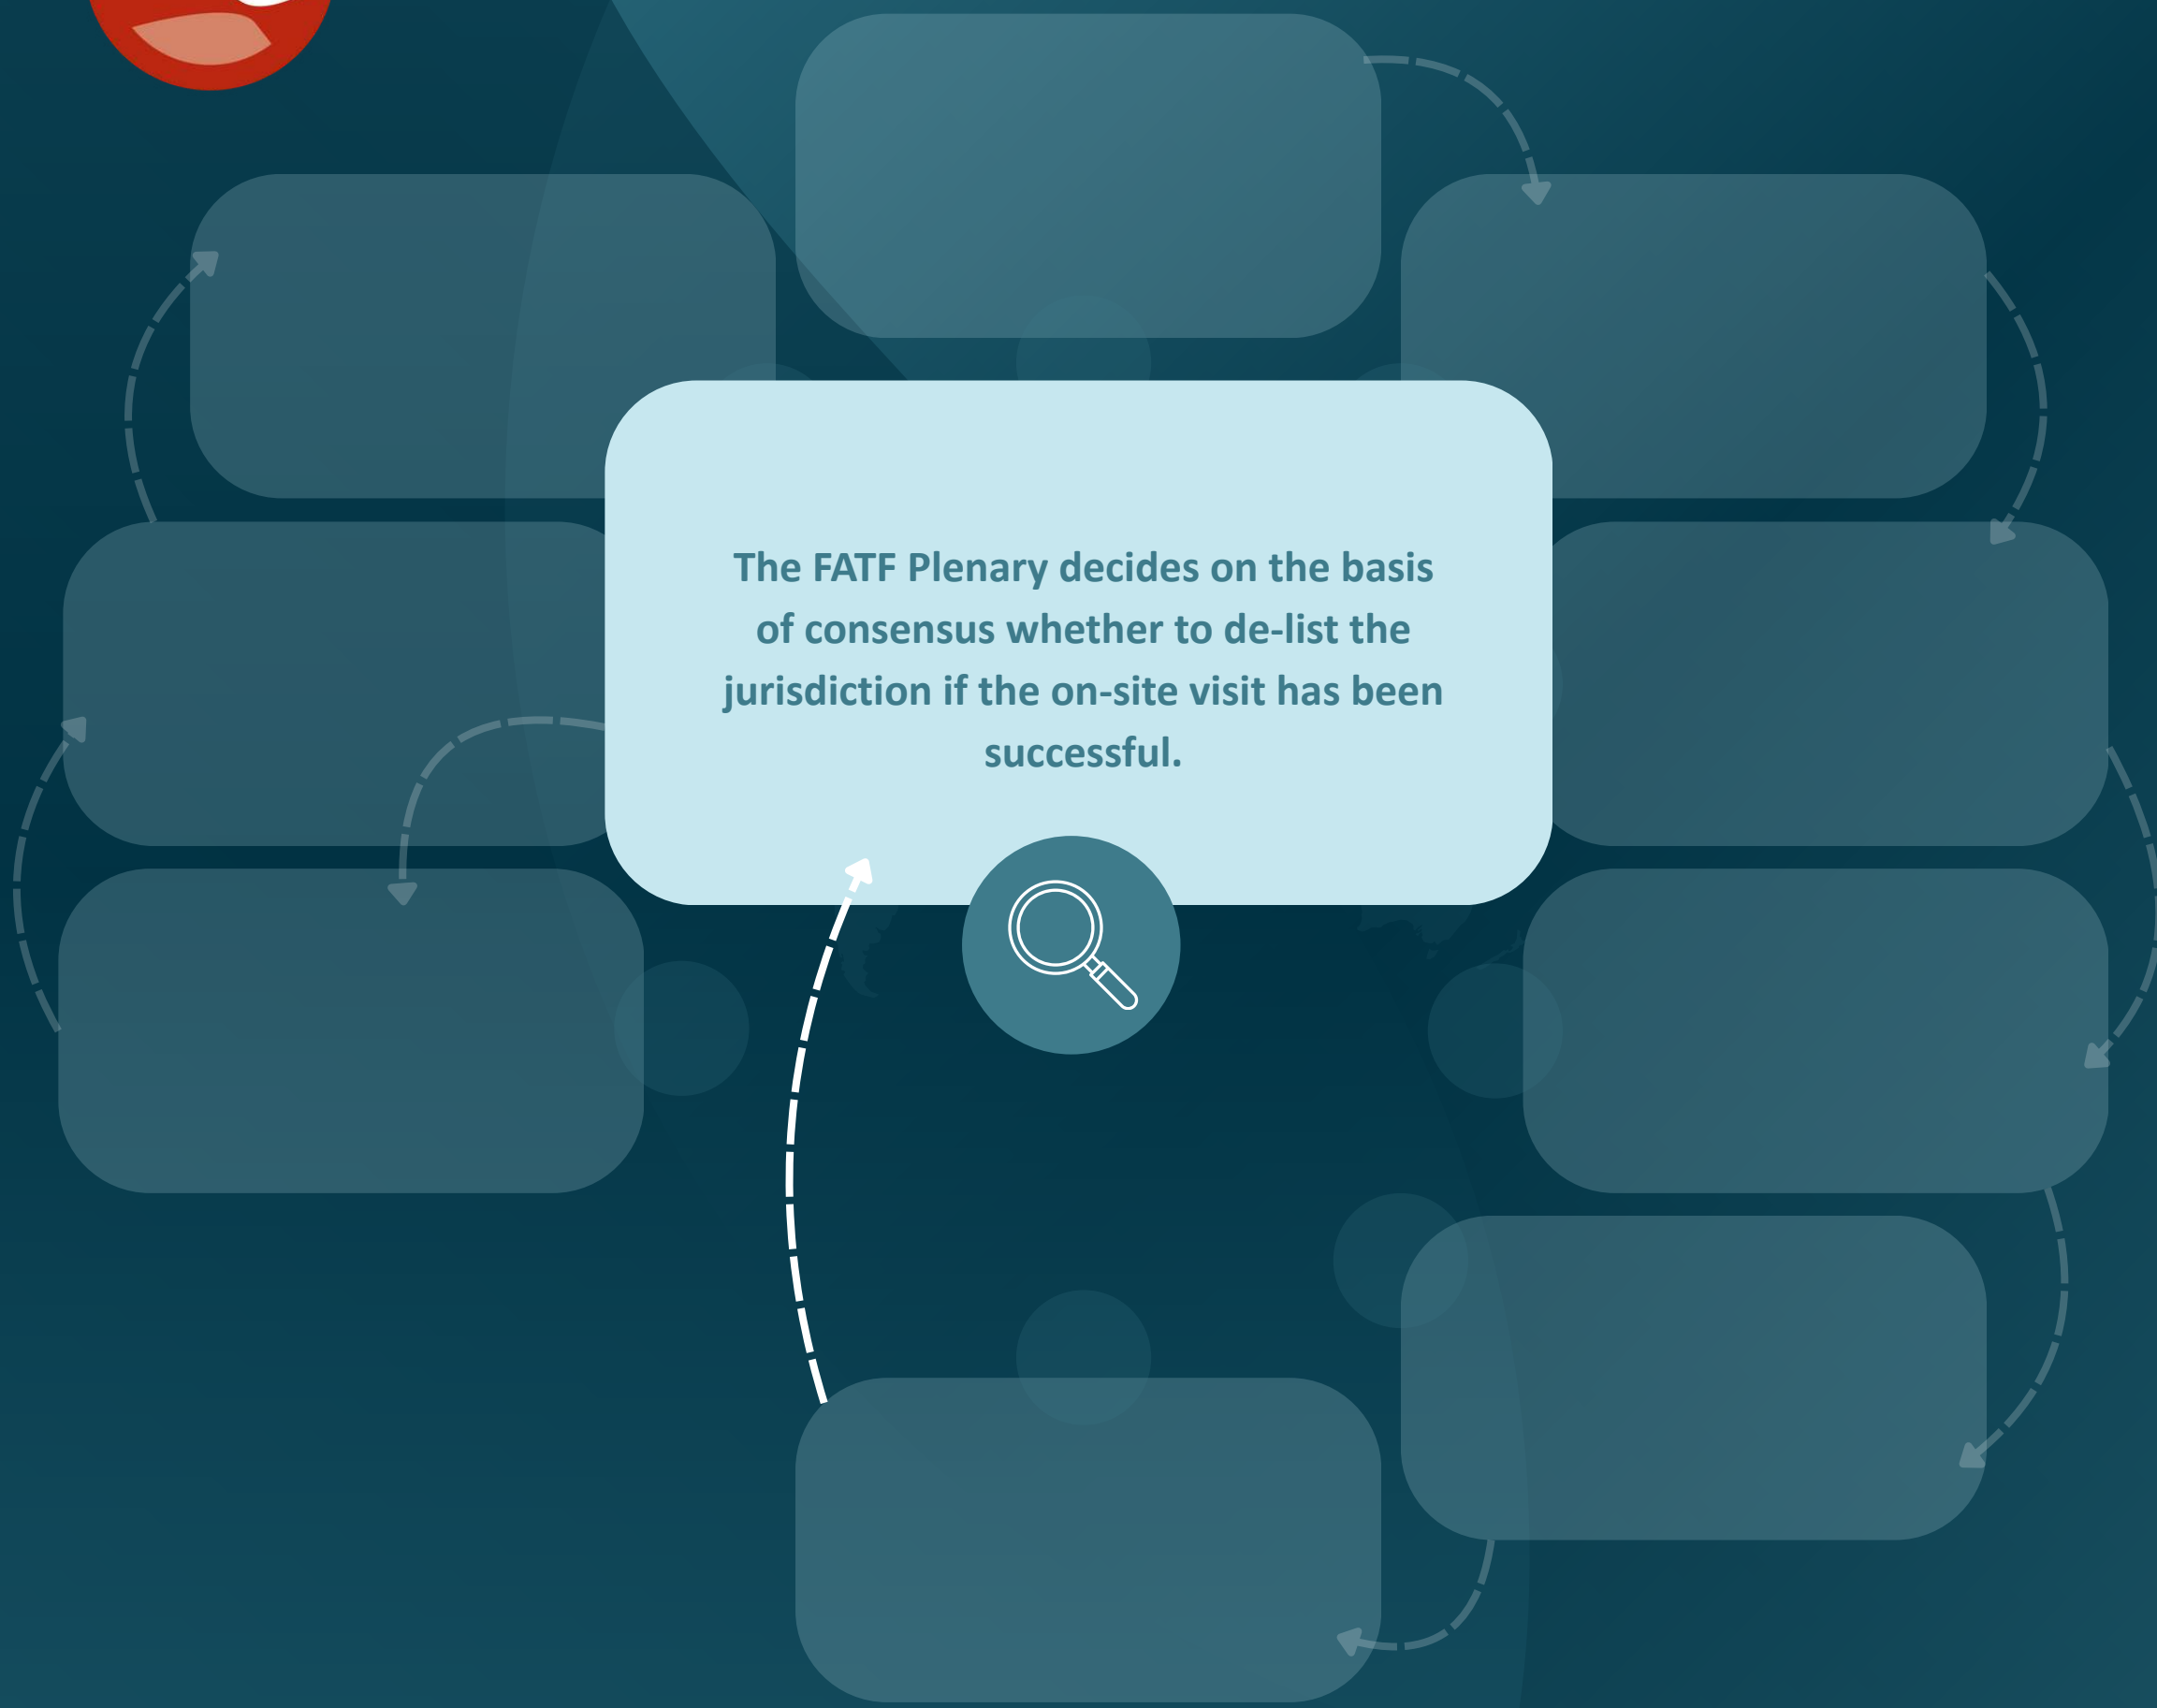 The FATF Plenary decides on the basis
of consensus whether to de-list the
jurisdiction if the on-site visit has been
successful.